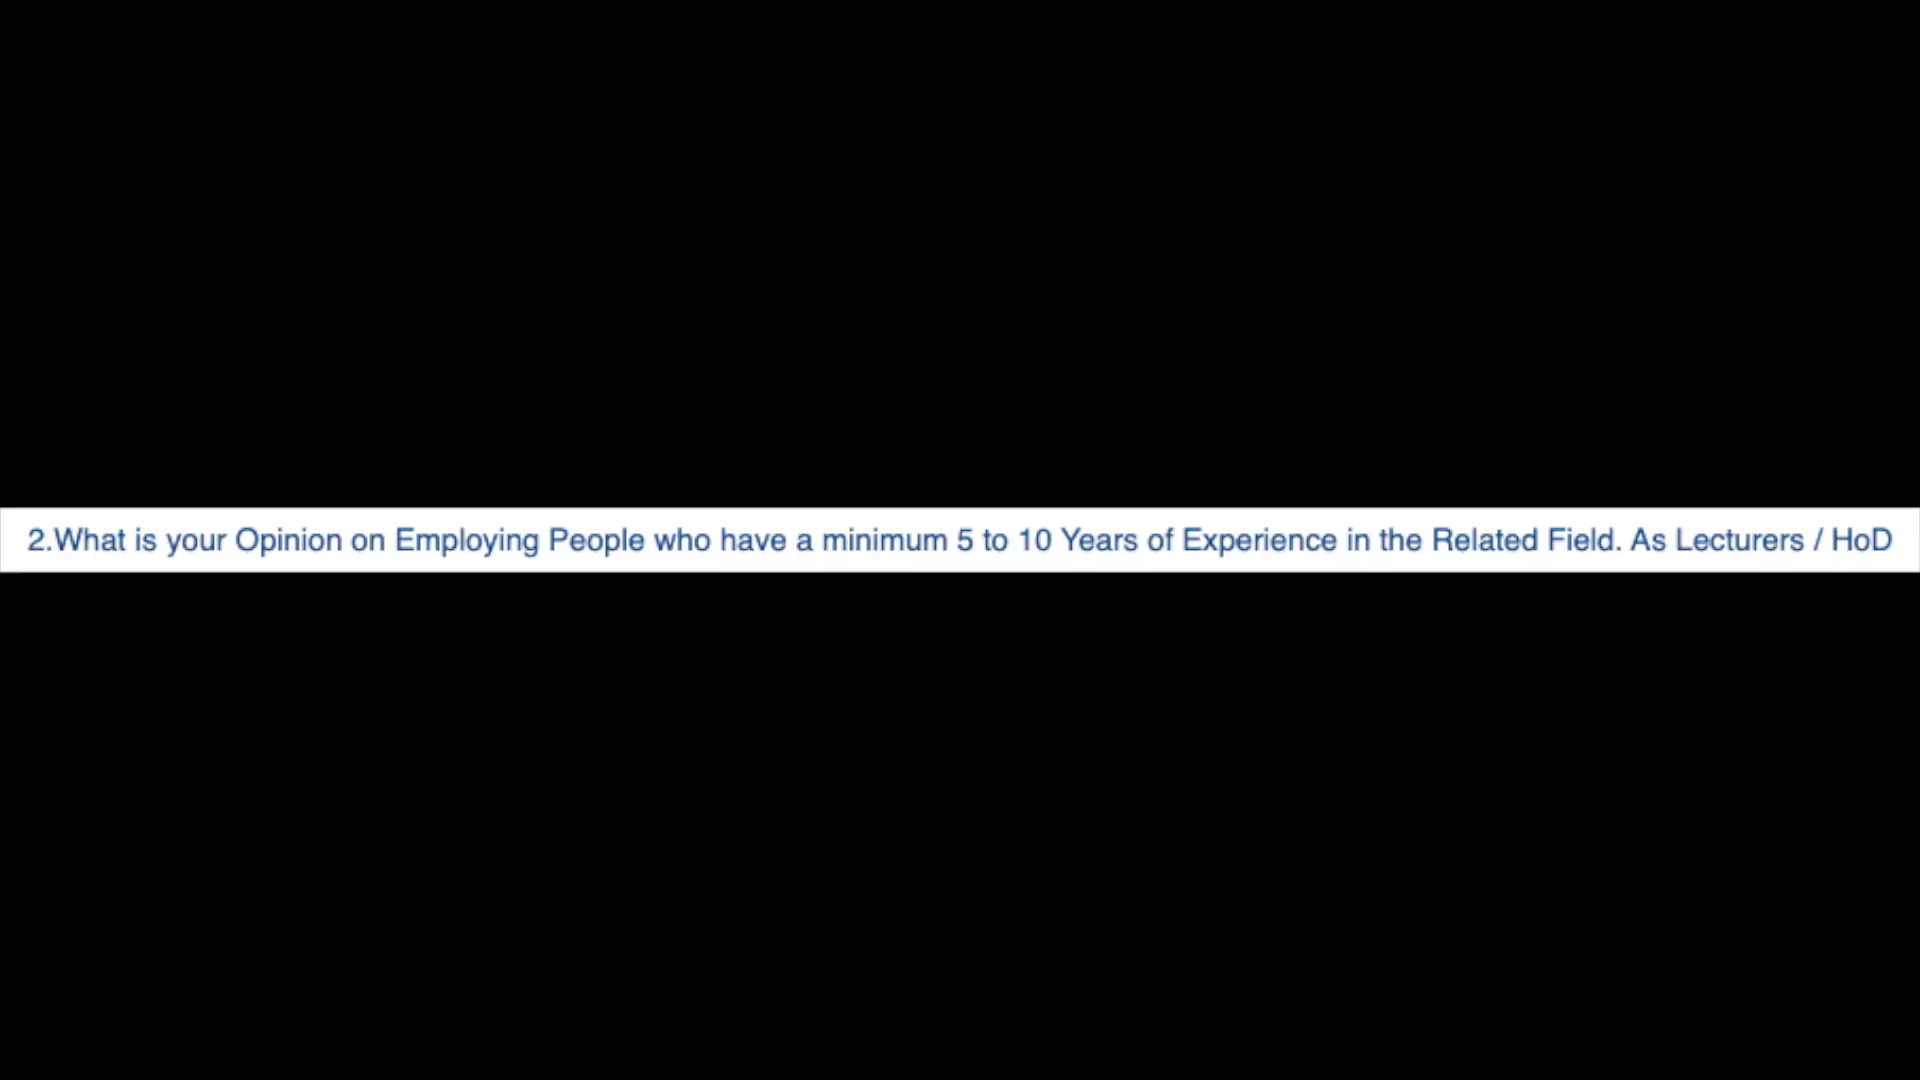 2.What is your Opinion on Employing People who have a minimum 5 to 10 Years of Experience in the Related Field. As Lecturers / HoD